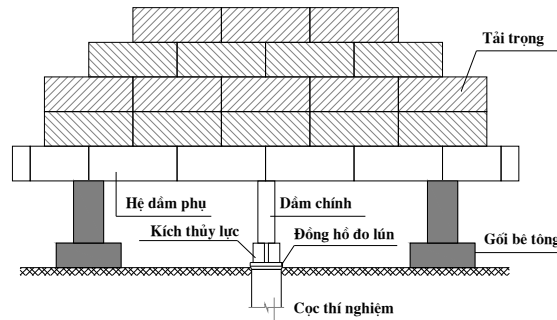 Tải trọng
Hệ dầm phụ
Dầm chính
Kích thủy lực
Đồng hồ đo lún
Gối bê tông
Cọc thí nghiệm